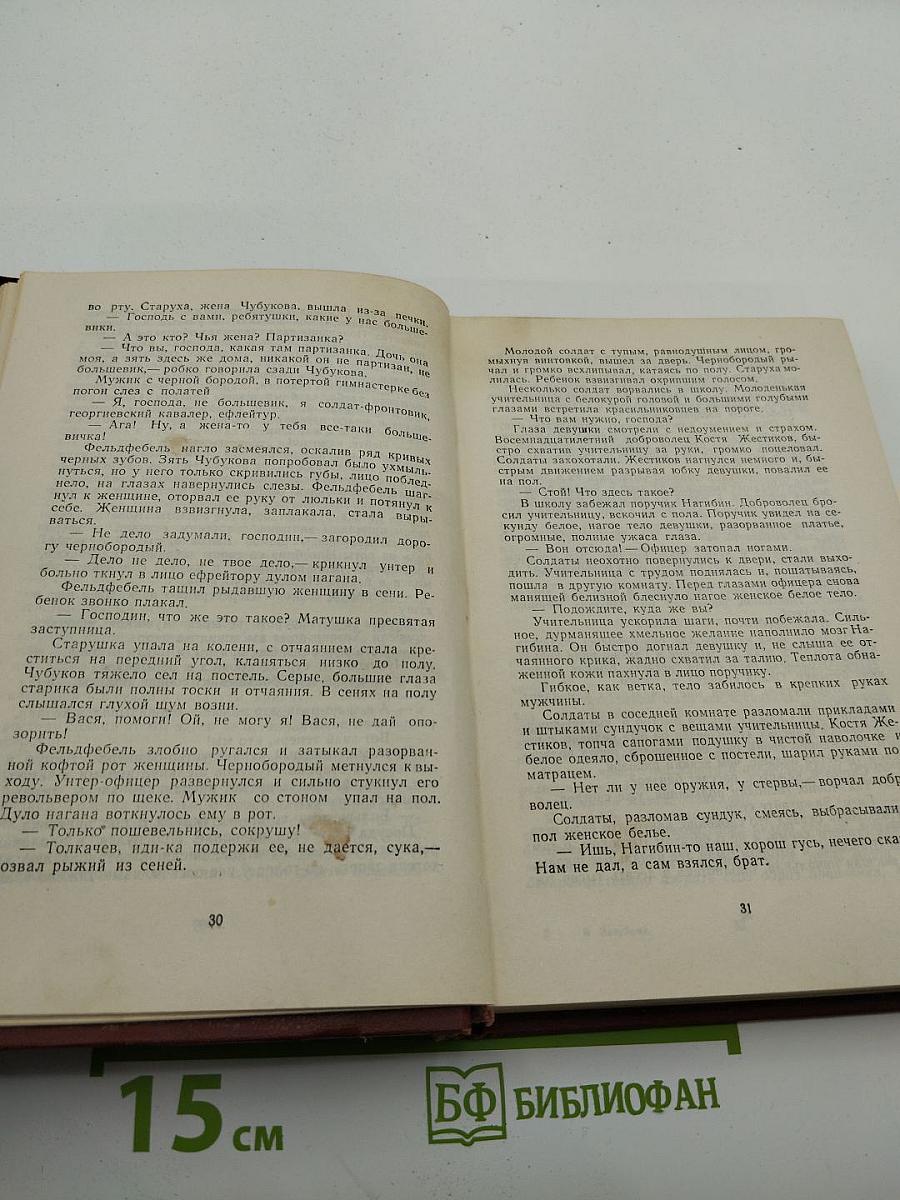 во рту. Старуха, жена Чубукова, вышла из-за печки.
— Господь с вами, ребятушки, какие у нас больше-
вики.
— А это кто? Чья жена? Партизанка?
— Что вы, господа, какая там партизанка. Дочь она
моя, а зять здесь же дома, никакой он не партизан, не
большевик,— робко говорила сзади Чубукова.
Мужик с черной бородой, в потертой гимнастерке без
погон слез с полатей
— Я, господа, не большевик, я солдат-фронтовик,
георгиевский кавалер, ефлейтур.
— Ага! Ну, а жена-то у тебя все-таки больше-
вичка!
Фельдфебель нагло засмеялся, оскалив ряд кривых
черных зубов. Зять Чубукова попробовал было ухмыль-
нуться, но у него только скривились губы, лицо поблед-
нело, на глазах навернулись слезы. Фельдфебель шаг-
нул к женщине, оторвал ее руку от люльки и потянул к
себе. Женщина взвизгнула, заплакала, стала выры-
ваться.
— Не дело задумали, господин,— загородил доро-
гу чернобородый.
— Дело не дело, не твое дело,— крикнул унтер и
больно ткнул в лицо ефрейтору дулом нагана.
Фельдфебель тащил рыдавшую женщину в сени. Ре-
бенок звонко плакал.
— Господин, что же это такое? Матушка пресвятая
заступница.
Старушка упала на колени, с отчаянием стала кре-
ститься на передний угол, кланяться низко до полу.
Чубуков тяжело сел на постель. Серые, большие глаза
старика были полны тоски и отчаяния. В сенях на полу
слышался глухой шум возни.
— Вася, помоги! Ой, не могу я! Вася, не дай опо-
зорить!
Фельдфебель злобно ругался и затыкал разорван-
ной кофтой рот женщины. Чернобородый метнулся к вы-
ходу. Унтер-офицер развернулся и сильно стукнул его
револьвером по щеке. Мужик со стоном упал на пол.
Дуло нагана воткнулось ему в рот.
— Только пошевельнись, сокрушу!
— Толкачев, иди-ка подержи ее, не дается, сука,—
озвал рыжий из сеней.
30
Молодой солдат с тупым, равнодушным лицом, гро-
мыхнув винтовкой, вышел за дверь. Чернобородый ры-
чал и громко всхлипывал, катаясь по полу. Старуха мо-
лилась. Ребенок взвизгивал охрипшим голосом.
Несколько солдат ворвались в школу. Молоденькая
учительница с белокурой головой и большими голубыми
глазами встретила красильниковцев на пороге.
— Что вам нужно, господа?
Глаза девушки смотрели с недоумением и страхом.
Восемнадцатилетний доброволец Костя Жестиков, бы-
стро схватив учительницу за руки, громко поцеловал.
Солдаты захохотали. Жестиков нагнулся немного и, бы-
стрым движением разрывая юбку девушки, повалил ее
на пол.
— Стой! Что здесь такое?
В школу забежал поручик Нагибин. Доброволец бро-
сил учительницу, вскочил с пола. Поручик увидел на се-
кунду белое, нагое тело девушки, разорванное платье,
огромные, полные ужаса глаза.
— Вон отсюда! — Офицер затопал ногами.
Солдаты неохотно повернулись к двери, стали выхо-
дить. Учительница с трудом поднялась и, пошатываясь,
пошла в другую комнату. Перед глазами офицера снова
манящей белизной блеснуло нагое женское белое тело.
— Подождите, куда же вы?
Учительница ускорила шаги, почти побежала. Силь-
ное, дурманящее хмельное желание наполнило мозг На-
гибина. Он быстро догнал девушку и, не слыша ее от-
чаянного крика, жадно схватил за талию. Теплота обна-
женной кожи пахнула в лицо поручику.
Гибкое, как ветка, тело забилось в крепких руках
мужчины.
Солдаты в соседней комнате разломали прикладами
и штыками сундучок с вещами учительницы. Костя Же-
стиков, топча сапогами подушку в чистой наволочке и
белое одеяло, сброшенное с постели, шарил руками по
матрацем.
— Нет ли у нее оружия, у стервы,— ворчал добр
волец.
Солдаты, разломав сундук, смеясь, выбрасывали
пол женское белье.
— Ишь, Нагибин-то наш, хорош гусь, нечего ска
Нам не дал, а сам взялся, брат.
31
15 см
БФ БИБЛИОФАН